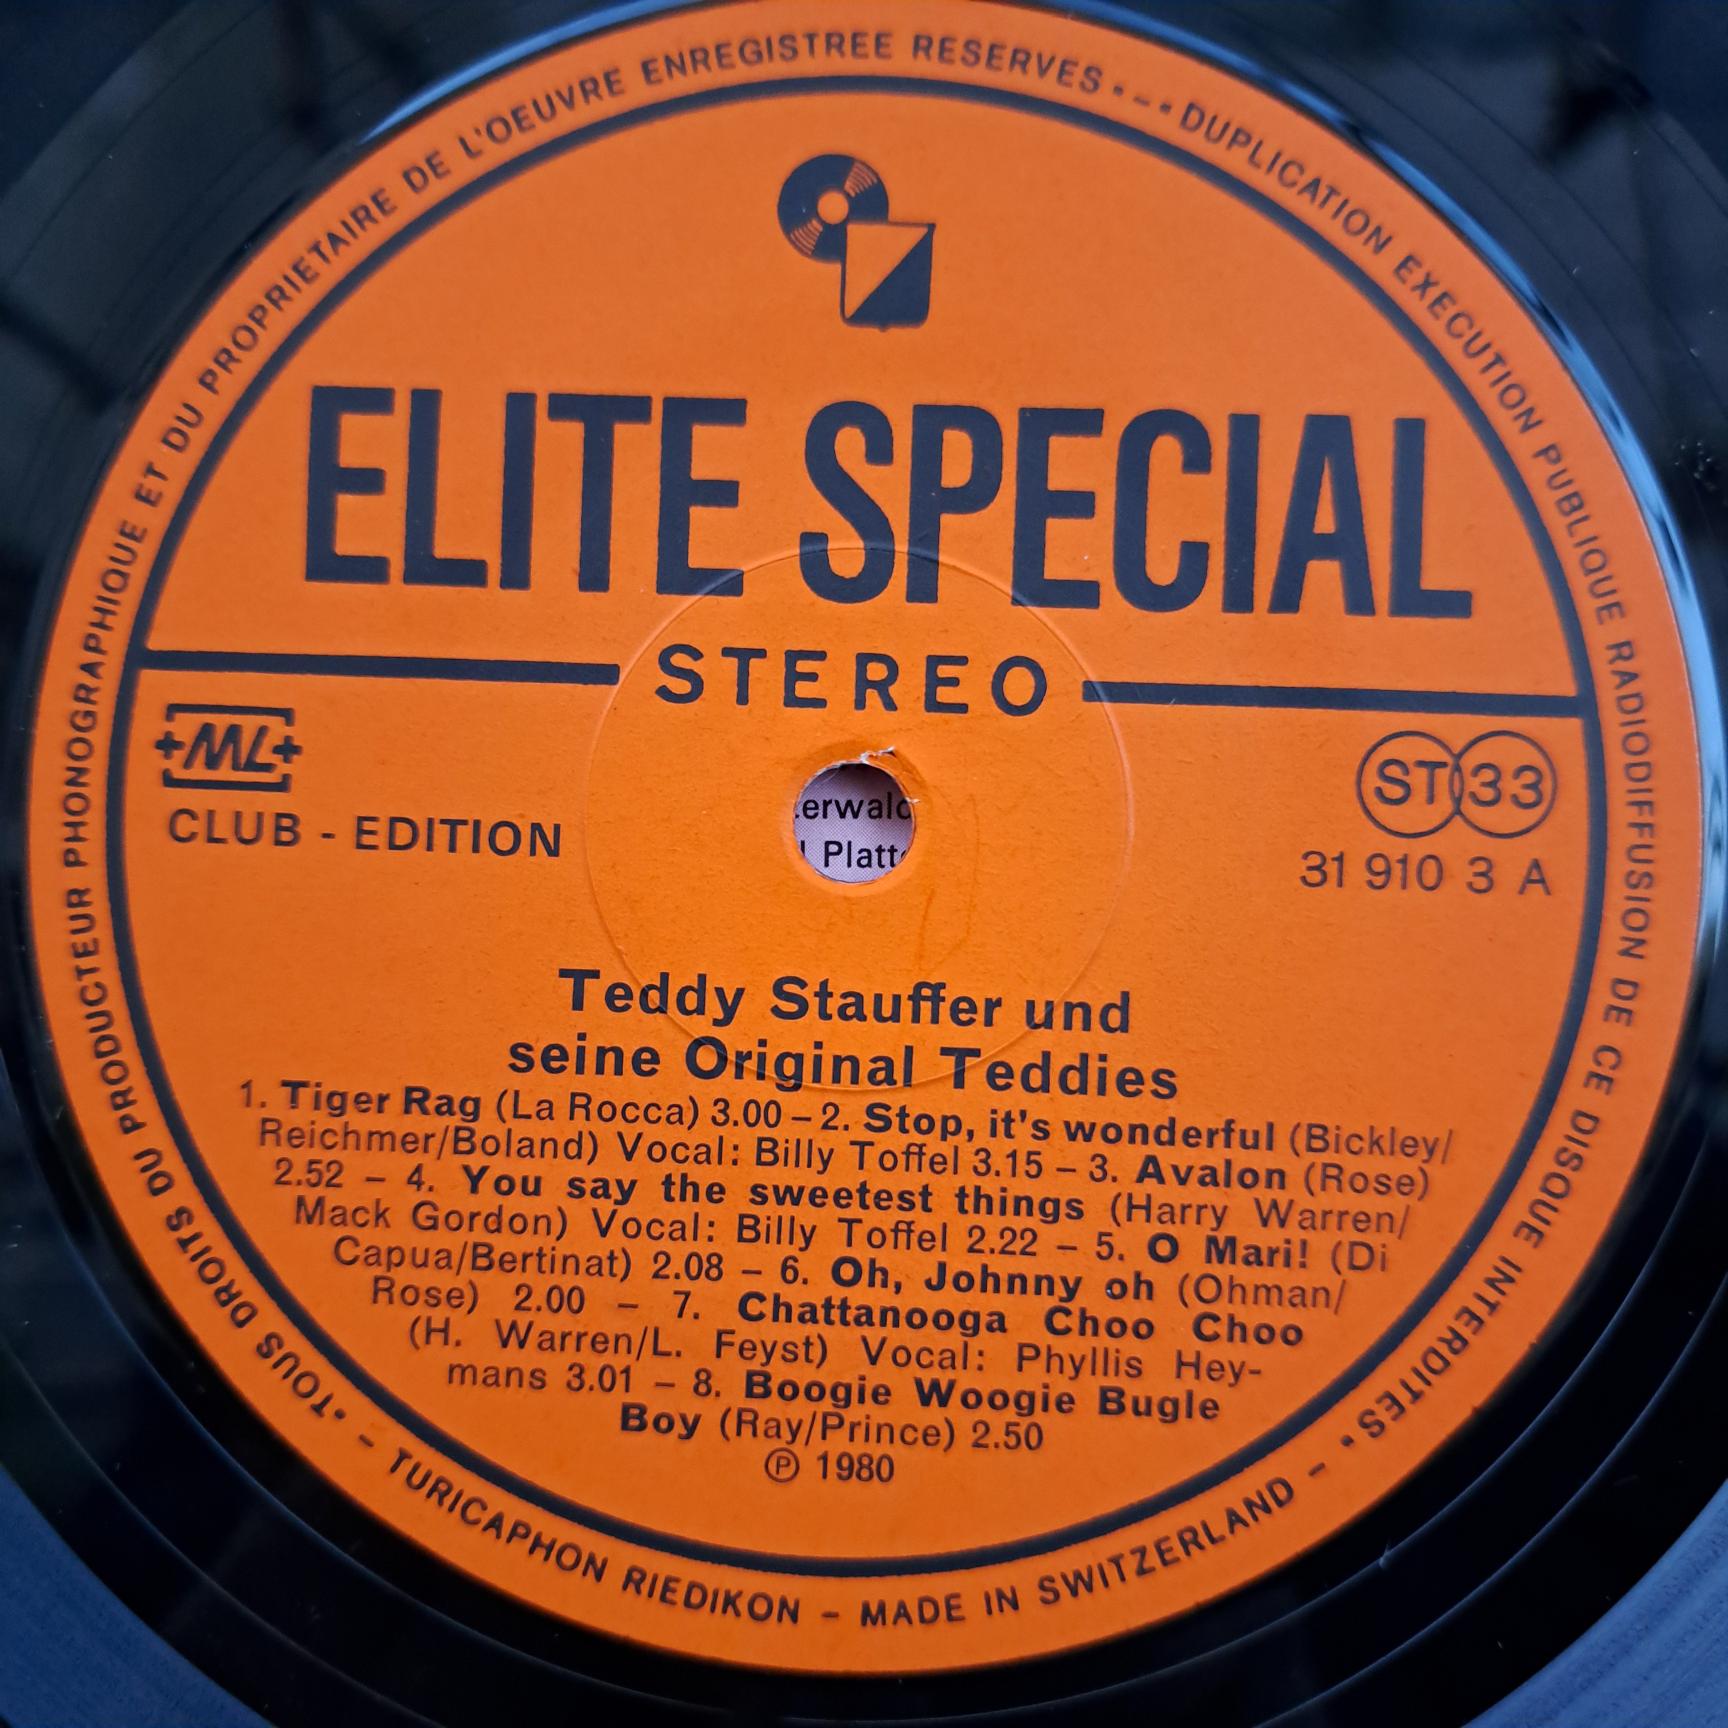 TOUS DROITS DU PRODUCTEUR PHONOGRAPHIQUE ET DU PROPRIETAIRE DE L'OEUVRE ENREGISTREE RESERVES • – • DUPLICATION EXECUTION PUBLIQUE RADIODIFFUSION DE CE DISQUE INTERDITES •
ELITE SPECIAL
STEREO
+ML+
CLUB - EDITION
ST 33
31 910 3 A
erwald
Platt
Teddy Stauffer und
seine Original Teddies
1. Tiger Rag (La Rocca) 3.00 – 2. Stop, it's wonderful (Bickley/
Reichmer/Boland) Vocal: Billy Toffel 3.15 – 3. Avalon (Rose)
2.52 – 4. You say the sweetest things (Harry Warren/
Mack Gordon) Vocal: Billy Toffel 2.22 – 5. O Mari! (Di
Capua/Bertinat) 2.08 – 6. Oh, Johnny oh (Ohman/
Rose) 2.00 – 7. Chattanooga Choo Choo
(H. Warren/L. Feyst) Vocal: Phyllis Hey-
mans 3.01 – 8. Boogie Woogie Bugle
Boy (Ray/Prince) 2.50
℗ 1980
– TURICAPHON RIEDIKON – MADE IN SWITZERLAND –